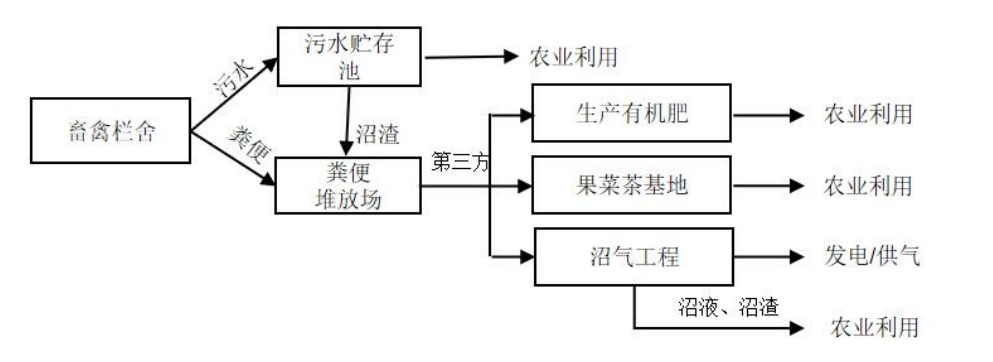 污水贮存
池
农业利用
污水
畜禽栏舍
粪便
沼渣
粪便
堆放场
第三方
生产有机肥
农业利用
果菜茶基地
农业利用
沼气工程
发电/供气
沼液、沼渣
农业利用